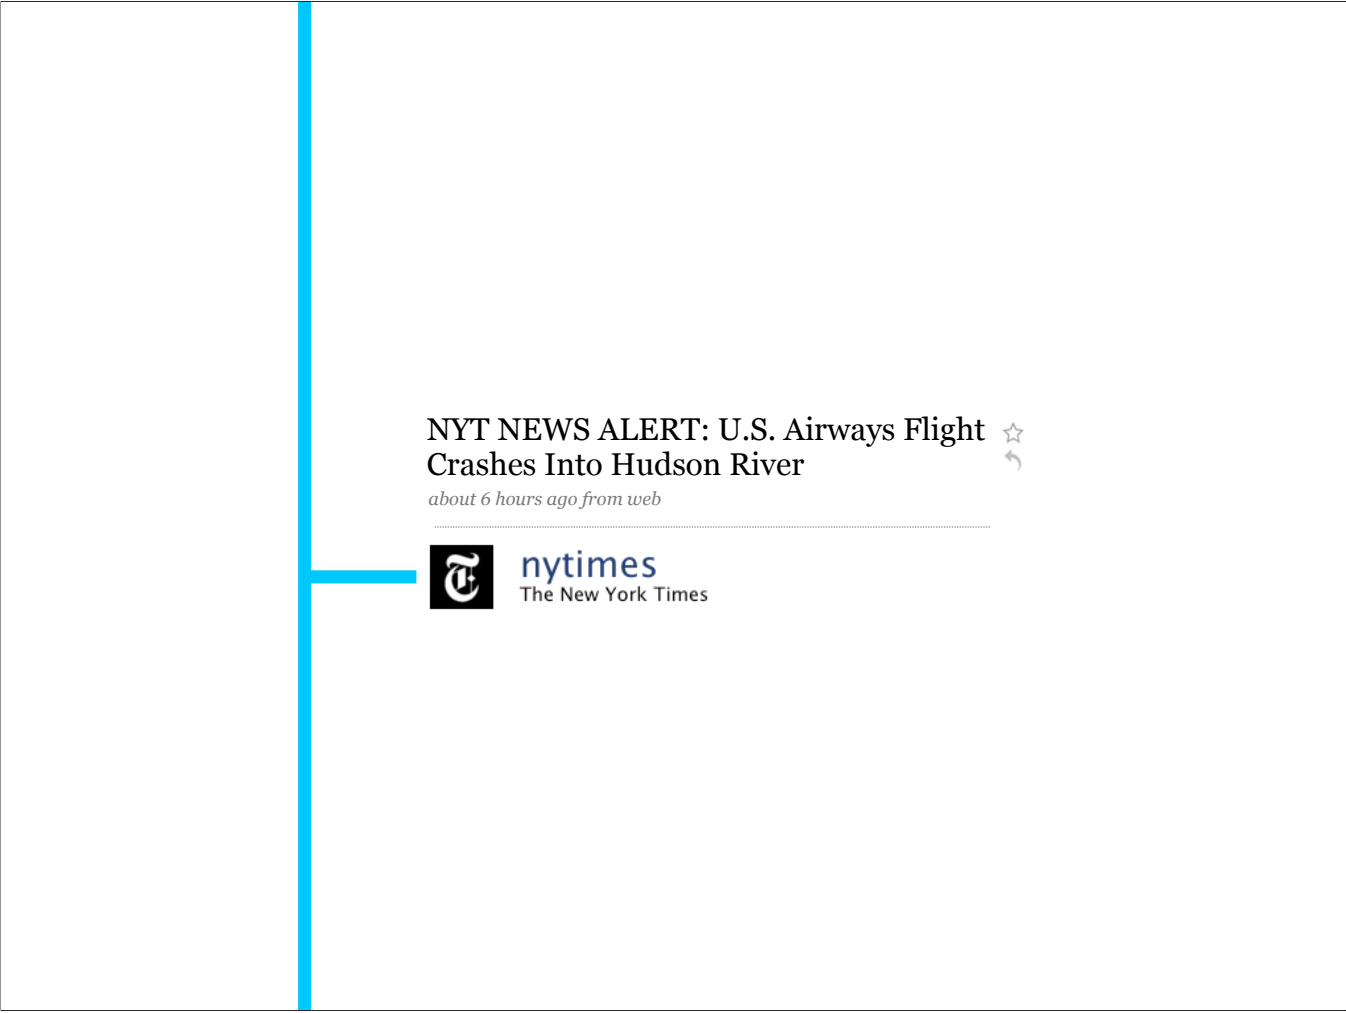 NYT NEWS ALERT: U.S. Airways Flight
Crashes Into Hudson River
about 6 hours ago from web
T
nytimes
The New York Times